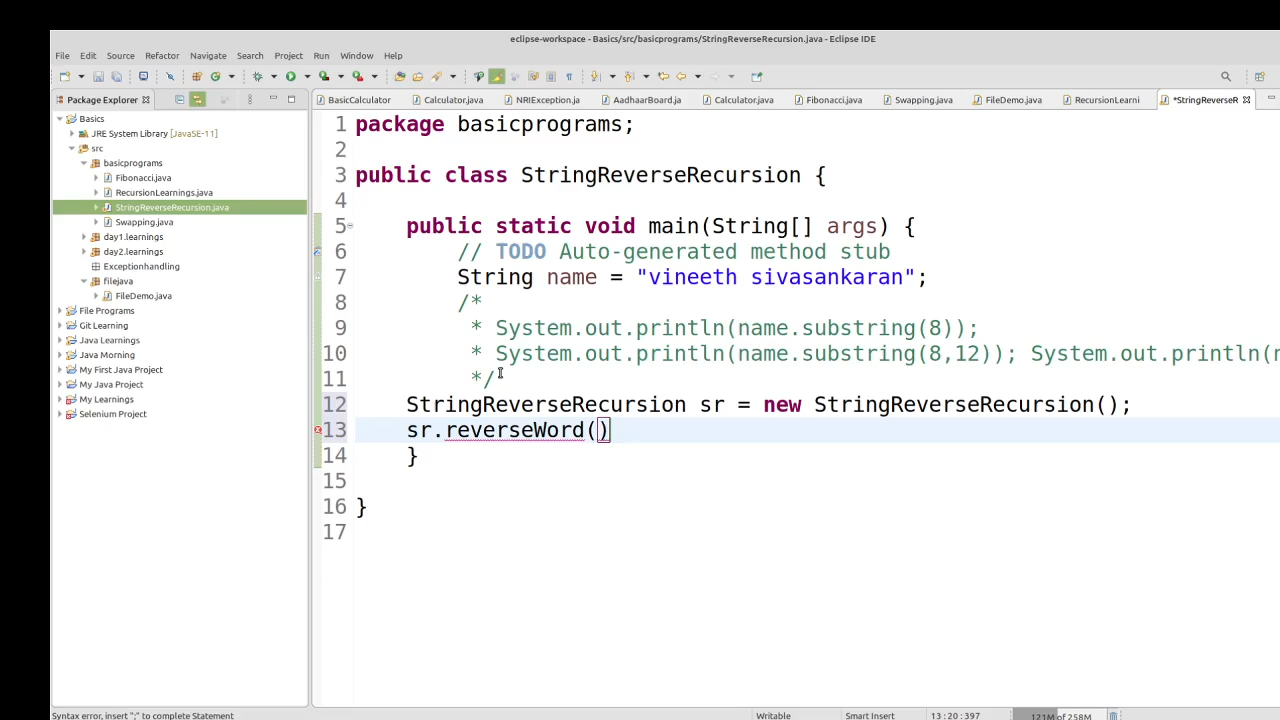 eclipse-workspace - Basics/src/basicprograms/StringReverseRecursion.java - Eclipse IDE
File Edit Source Refactor Navigate Search Project Run Window Help
Package Explorer
BasicCalculator Calculator.java NRIException.ja AadhaarBoard.ja Calculator.java Fibonacci.java Swapping.java FileDemo.java RecursionLearni *StringReverseR
Basics
JRE System Library [JavaSE-11]
src
basicprograms
Fibonacci.java
RecursionLearnings.java
StringReverseRecursion.java
Swapping.java
day1.learnings
day2.learnings
Exceptionhandling
filejava
FileDemo.java
File Programs
Git Learning
Java Learnings
Java Morning
My First Java Project
My Java Project
My Learnings
Selenium Project
1 package basicprograms;
2
3 public class StringReverseRecursion {
4
5 public static void main(String[] args) {
6 // TODO Auto-generated method stub
7 String name = "vineeth sivasankaran";
8 /*
9 * System.out.println(name.substring(8));
10 * System.out.println(name.substring(8,12)); System.out.println(n
11 */
12 StringReverseRecursion sr = new StringReverseRecursion();
13 sr.reverseWord()
14 }
15
16 }
17
Syntax error, insert ";" to complete Statement Writable Smart Insert 13 : 20 : 397 121M of 258M